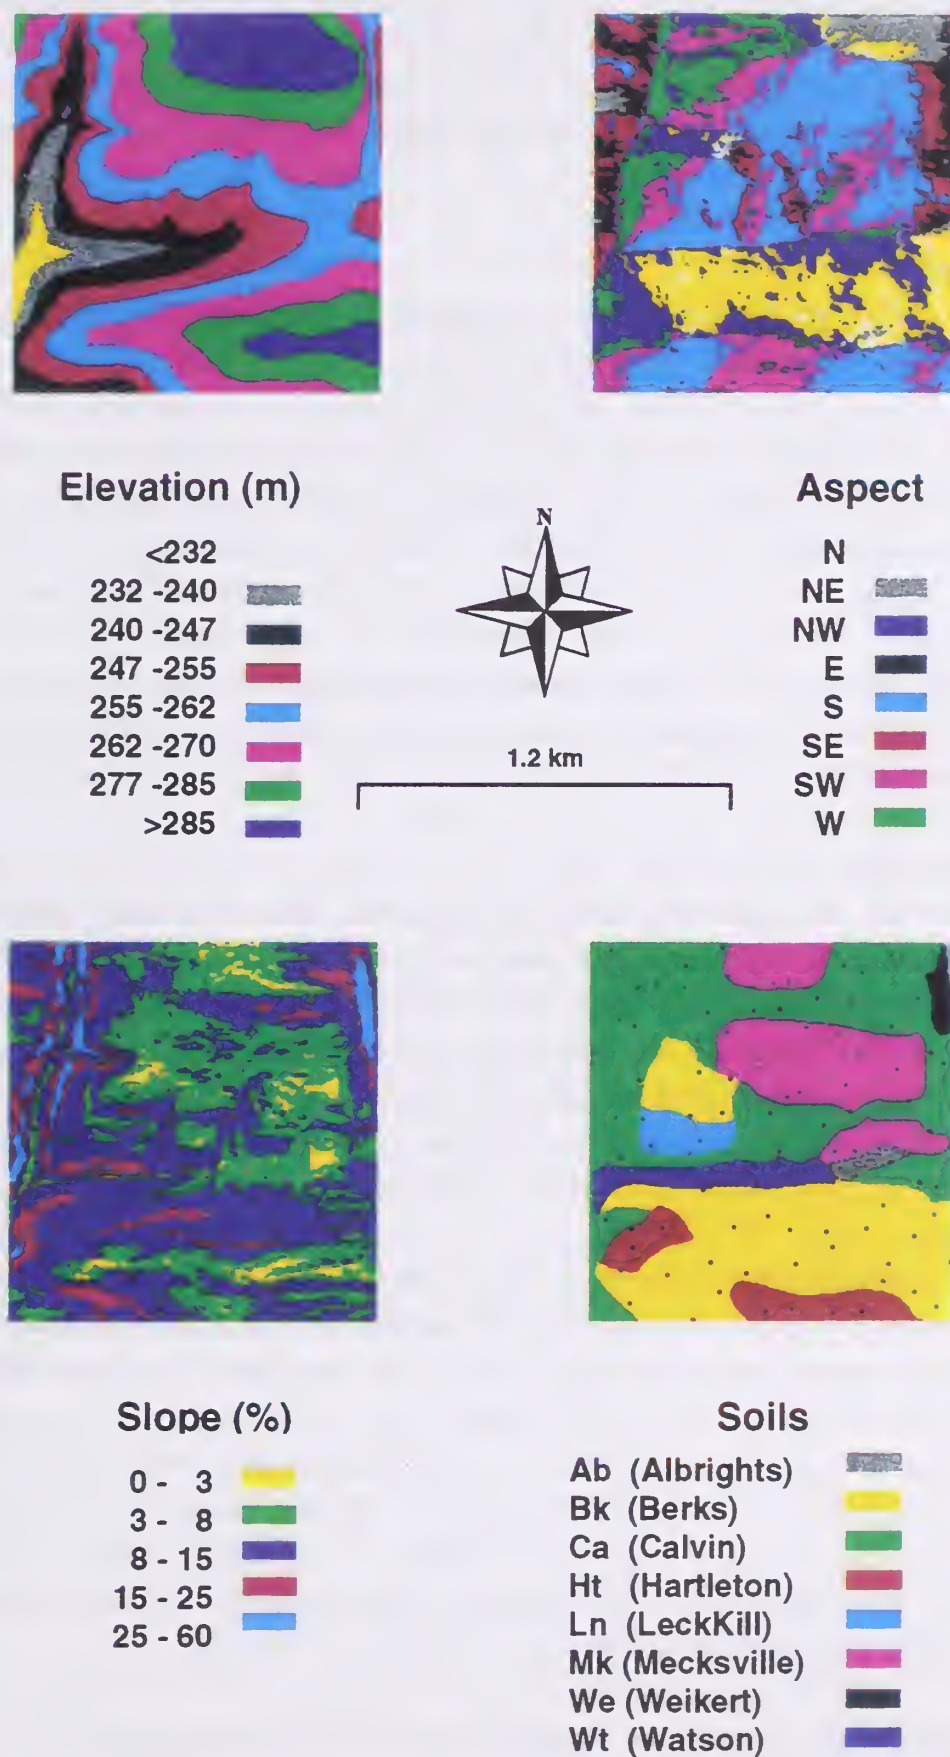 Elevation (m)
<232
232 -240
240 -247
247 -255
255 -262
262 -270
277 -285
>285
N
1.2 km
Aspect
N
NE
NW
E
S
SE
SW
W
Slope (%)
0 - 3
3 - 8
8 - 15
15 - 25
25 - 60
Soils
Ab (Albrights)
Bk (Berks)
Ca (Calvin)
Ht (Hartleton)
Ln (LeckKill)
Mk (Mecksville)
We (Weikert)
Wt (Watson)